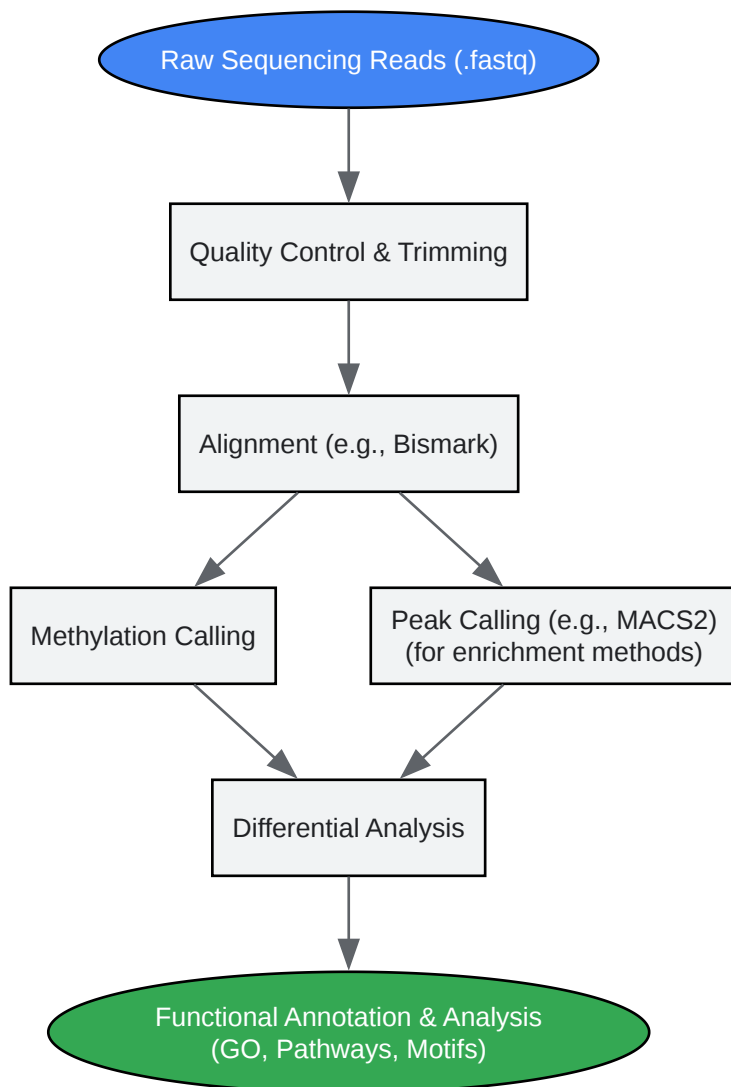 Raw Sequencing Reads (.fastq)
Quality Control & Trimming
Alignment (e.g., Bismark)
Methylation Calling
Peak Calling (e.g., MACS2)
(for enrichment methods)
Differential Analysis
Functional Annotation & Analysis
(GO, Pathways, Motifs)